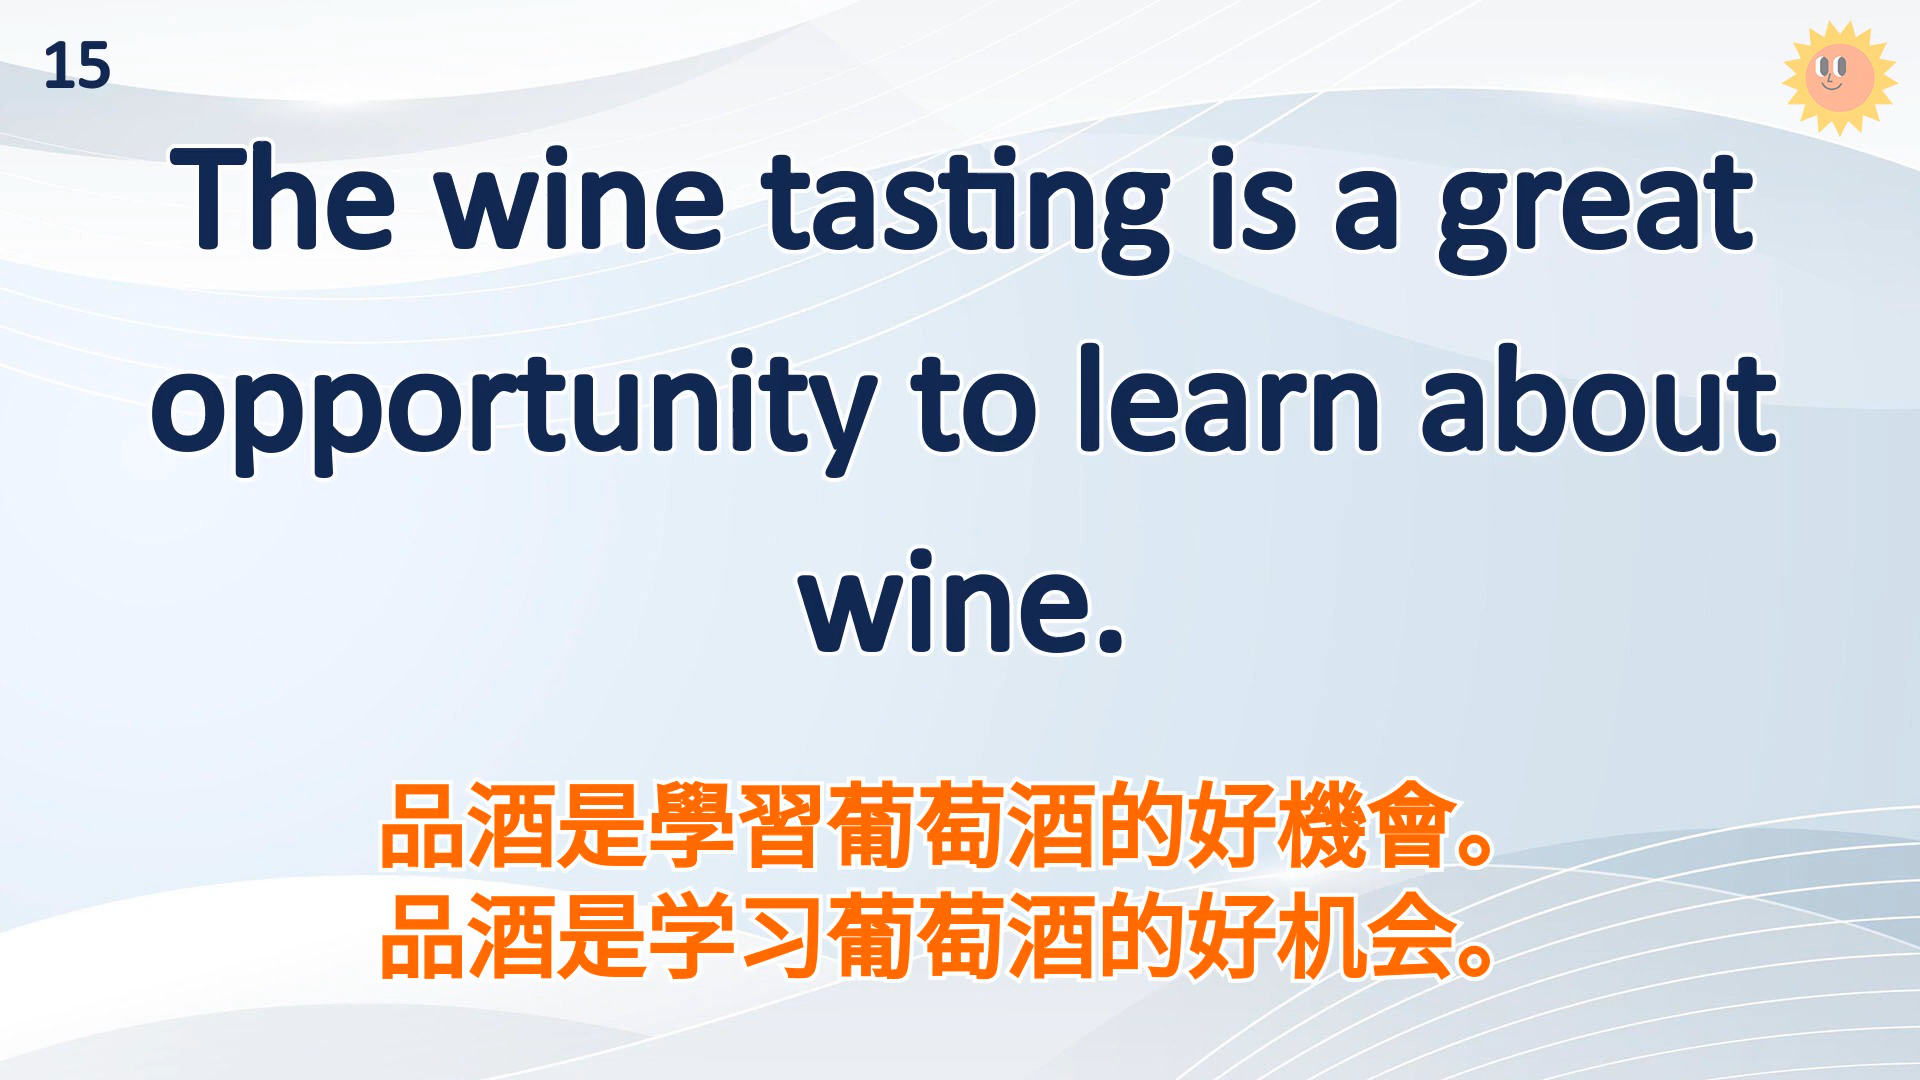 15
The wine tasting is a great
opportunity to learn about
wine.
品酒是學習葡萄酒的好機會。
品酒是学习葡萄酒的好机会。